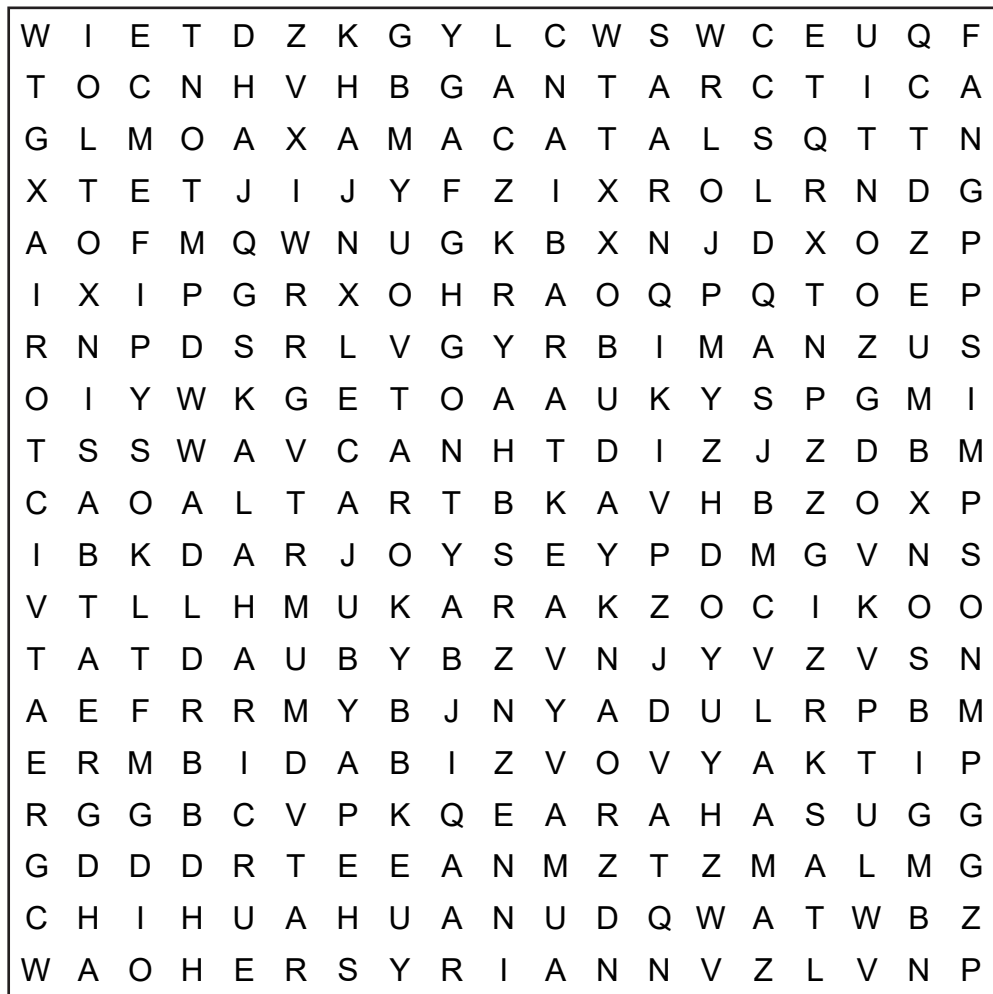 W I E T D Z K G Y L C W S W C E U Q F
T O C N H V H B G A N T A R C T I C A
G L M O A X A M A C A T A L S Q T T N
X T E T J I J Y F Z I X R O L R N D G
A O F M Q W N U G K B X N J D X O Z P
I X I P G R X O H R A O Q P Q T O E P
R N P D S R L V G Y R B I M A N Z U S
O I Y W K G E T O A A U K Y S P G M I
T S S W A V C A N H T D I Z J Z D B M
C A O A L T A R T B K A V H B Z O X P
I B K D A R J O Y S E Y P D M G V N S
V T L L H M U K A R A K Z O C I K O O
T A T D A U B Y B Z V N J Y V Z V S N
A E F R R M Y B J N Y A D U L R P B M
E R M B I D A B I Z V O V Y A K T I P
R G G B C V P K Q E A R A H A S U G G
G D D D R T E E A N M Z T Z M A L M G
C H I H U A H U A N U D Q W A T W B Z
W A O H E R S Y R I A N N V Z L V N P